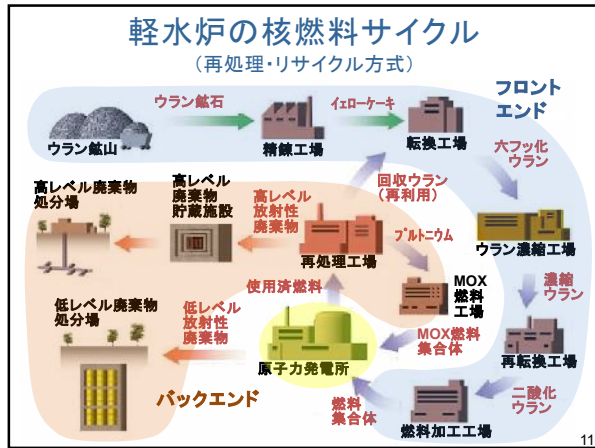 軽水炉の核燃料サイクル
（再処理・リサイクル方式）
フロント
エンド
ウラン鉱石
イェローケーキ
ウラン鉱山
精錬工場
転換工場
六フッ化
ウラン
高レベル廃棄物
処分場
高レベル
廃棄物
貯蔵施設
高レベル
放射性
廃棄物
回収ウラン
（再利用）
ウラン濃縮工場
再処理工場
プルトニウム
MOX
燃料
工場
濃縮
ウラン
使用済燃料
低レベル廃棄物
処分場
低レベル
放射性
廃棄物
原子力発電所
MOX燃料
集合体
再転換工場
バックエンド
燃料
集合体
燃料加工工場
二酸化
ウラン
11